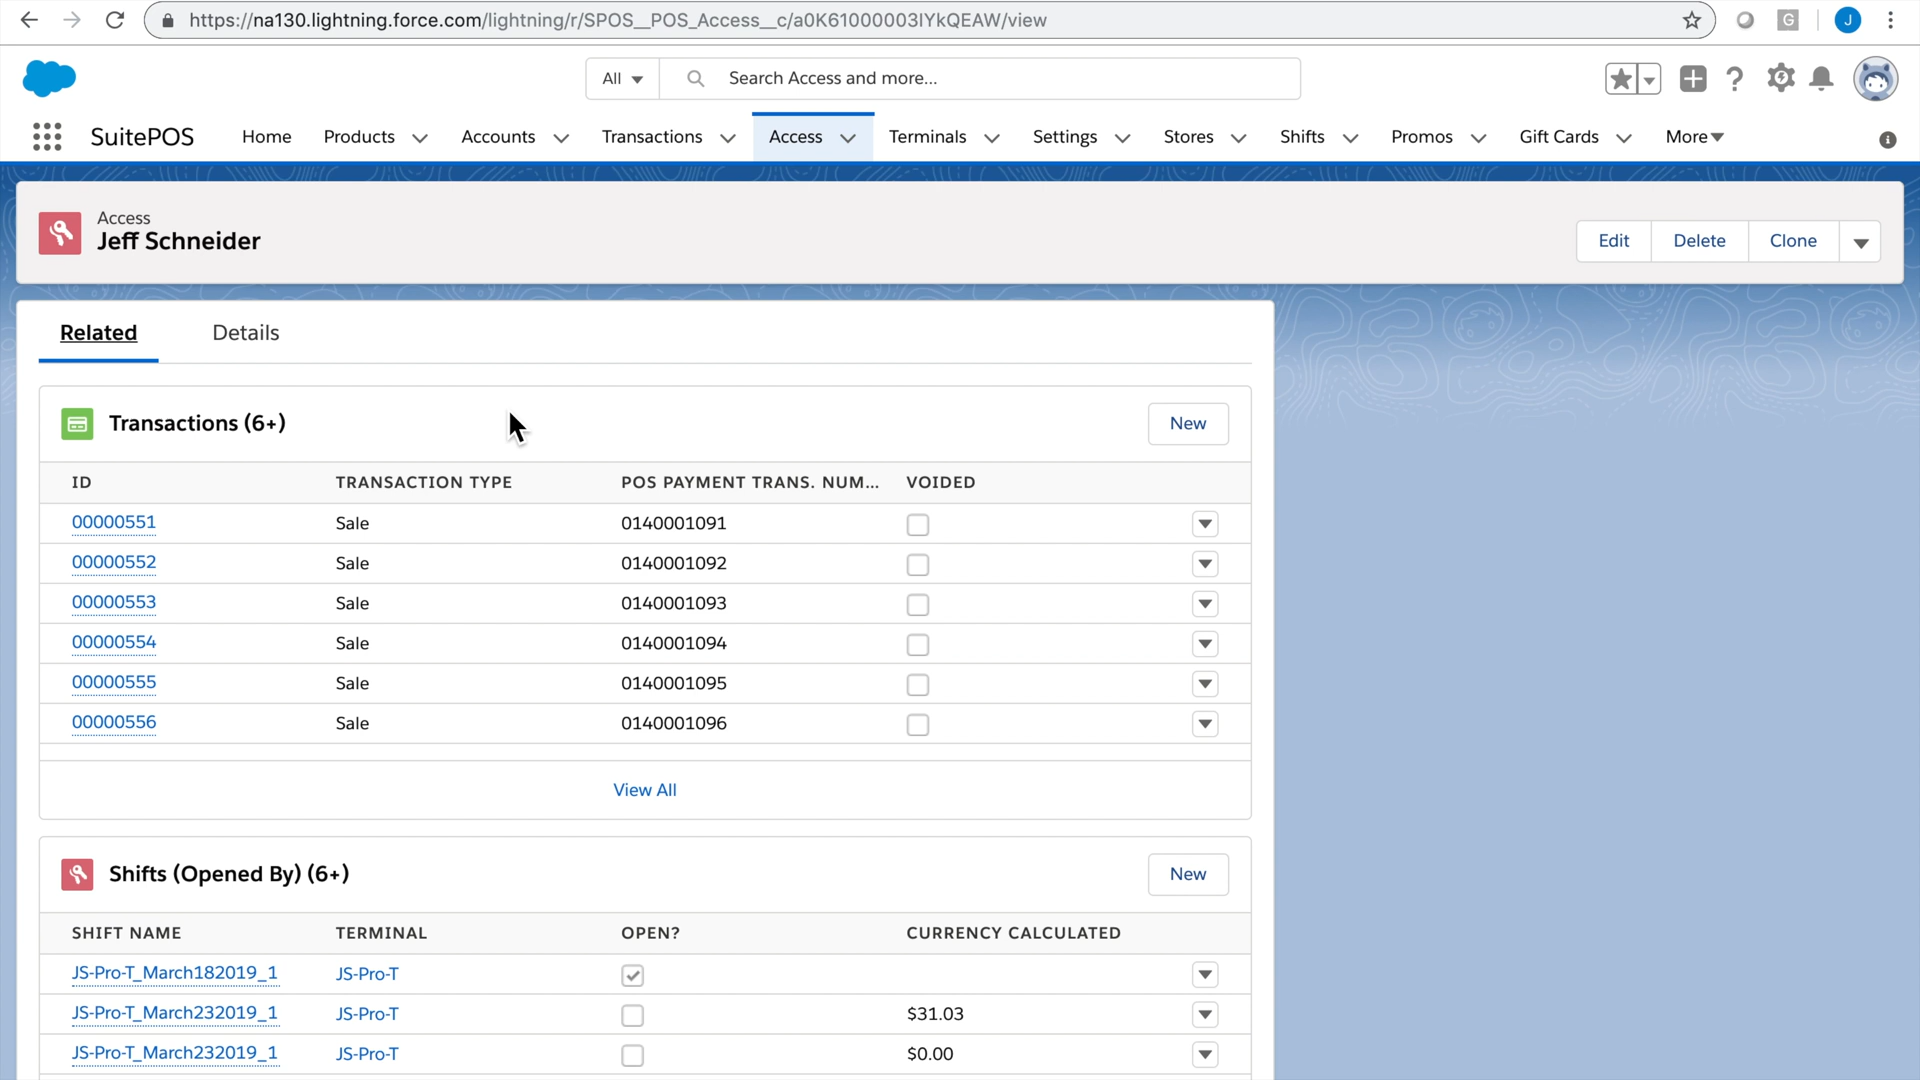 https://na130.lightning.force.com/lightning/r/SPOS__POS_Access__c/a0K61000003IYkQEAW/view
G
J
All
Search Access and more...
SuitePOS Home Products Accounts Transactions Access Terminals Settings Stores Shifts Promos Gift Cards More
Access
Jeff Schneider
Edit Delete Clone
Related Details
Transactions (6+) New
ID TRANSACTION TYPE POS PAYMENT TRANS. NUM... VOIDED
00000551 Sale 0140001091
00000552 Sale 0140001092
00000553 Sale 0140001093
00000554 Sale 0140001094
00000555 Sale 0140001095
00000556 Sale 0140001096
View All
Shifts (Opened By) (6+) New
SHIFT NAME TERMINAL OPEN? CURRENCY CALCULATED
JS-Pro-T_March182019_1 JS-Pro-T
JS-Pro-T_March232019_1 JS-Pro-T $31.03
JS-Pro-T_March232019_1 JS-Pro-T $0.00